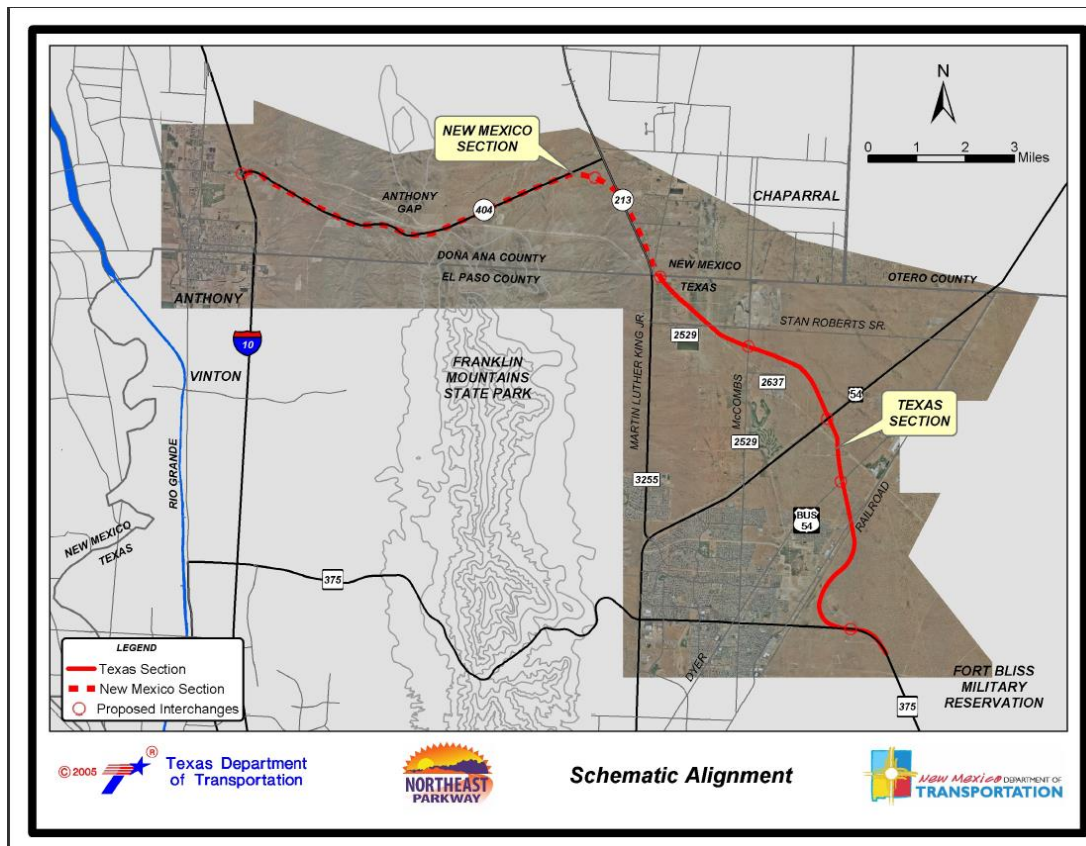 N
0 1 2 3
Miles
NEW MEXICO
SECTION
CHAPARRAL
213
ANTHONY
GAP
404
DOÑA ANA COUNTY
EL PASO COUNTY
NEW MEXICO
TEXAS
OTERO COUNTY
ANTHONY
STAN ROBERTS SR.
2529
10
VINTON
FRANKLIN
MOUNTAINS
STATE PARK
MARTIN LUTHER KING JR.
McCOMBS
2637
54
TEXAS
SECTION
2529
RIO GRANDE
3255
RAILROAD
BUS
54
NEW MEXICO
TEXAS
375
DYER
FORT BLISS
MILITARY
RESERVATION
375
LEGEND
Texas Section
New Mexico Section
Proposed Interchanges
© 2005
®
Texas Department
of Transportation
NORTHEAST
PARKWAY
Schematic Alignment
New Mexico DEPARTMENT OF
TRANSPORTATION